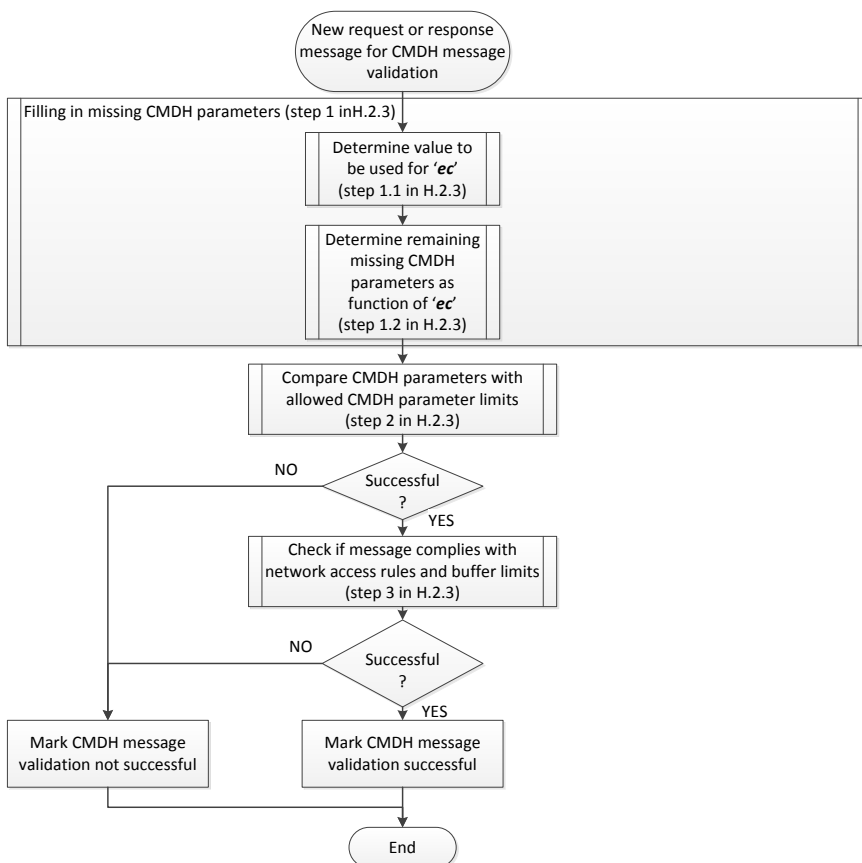 New request or response
message for CMDH message
validation
Filling in missing CMDH parameters (step 1 inH.2.3)
Determine value to
be used for ‘ec’
(step 1.1 in H.2.3)
Determine remaining
missing CMDH
parameters as
function of ‘ec’
(step 1.2 in H.2.3)
Compare CMDH parameters with
allowed CMDH parameter limits
(step 2 in H.2.3)
NO
Successful
?
YES
Check if message complies with
network access rules and buffer limits
(step 3 in H.2.3)
NO
Successful
?
YES
Mark CMDH message
validation not successful
Mark CMDH message
validation successful
End